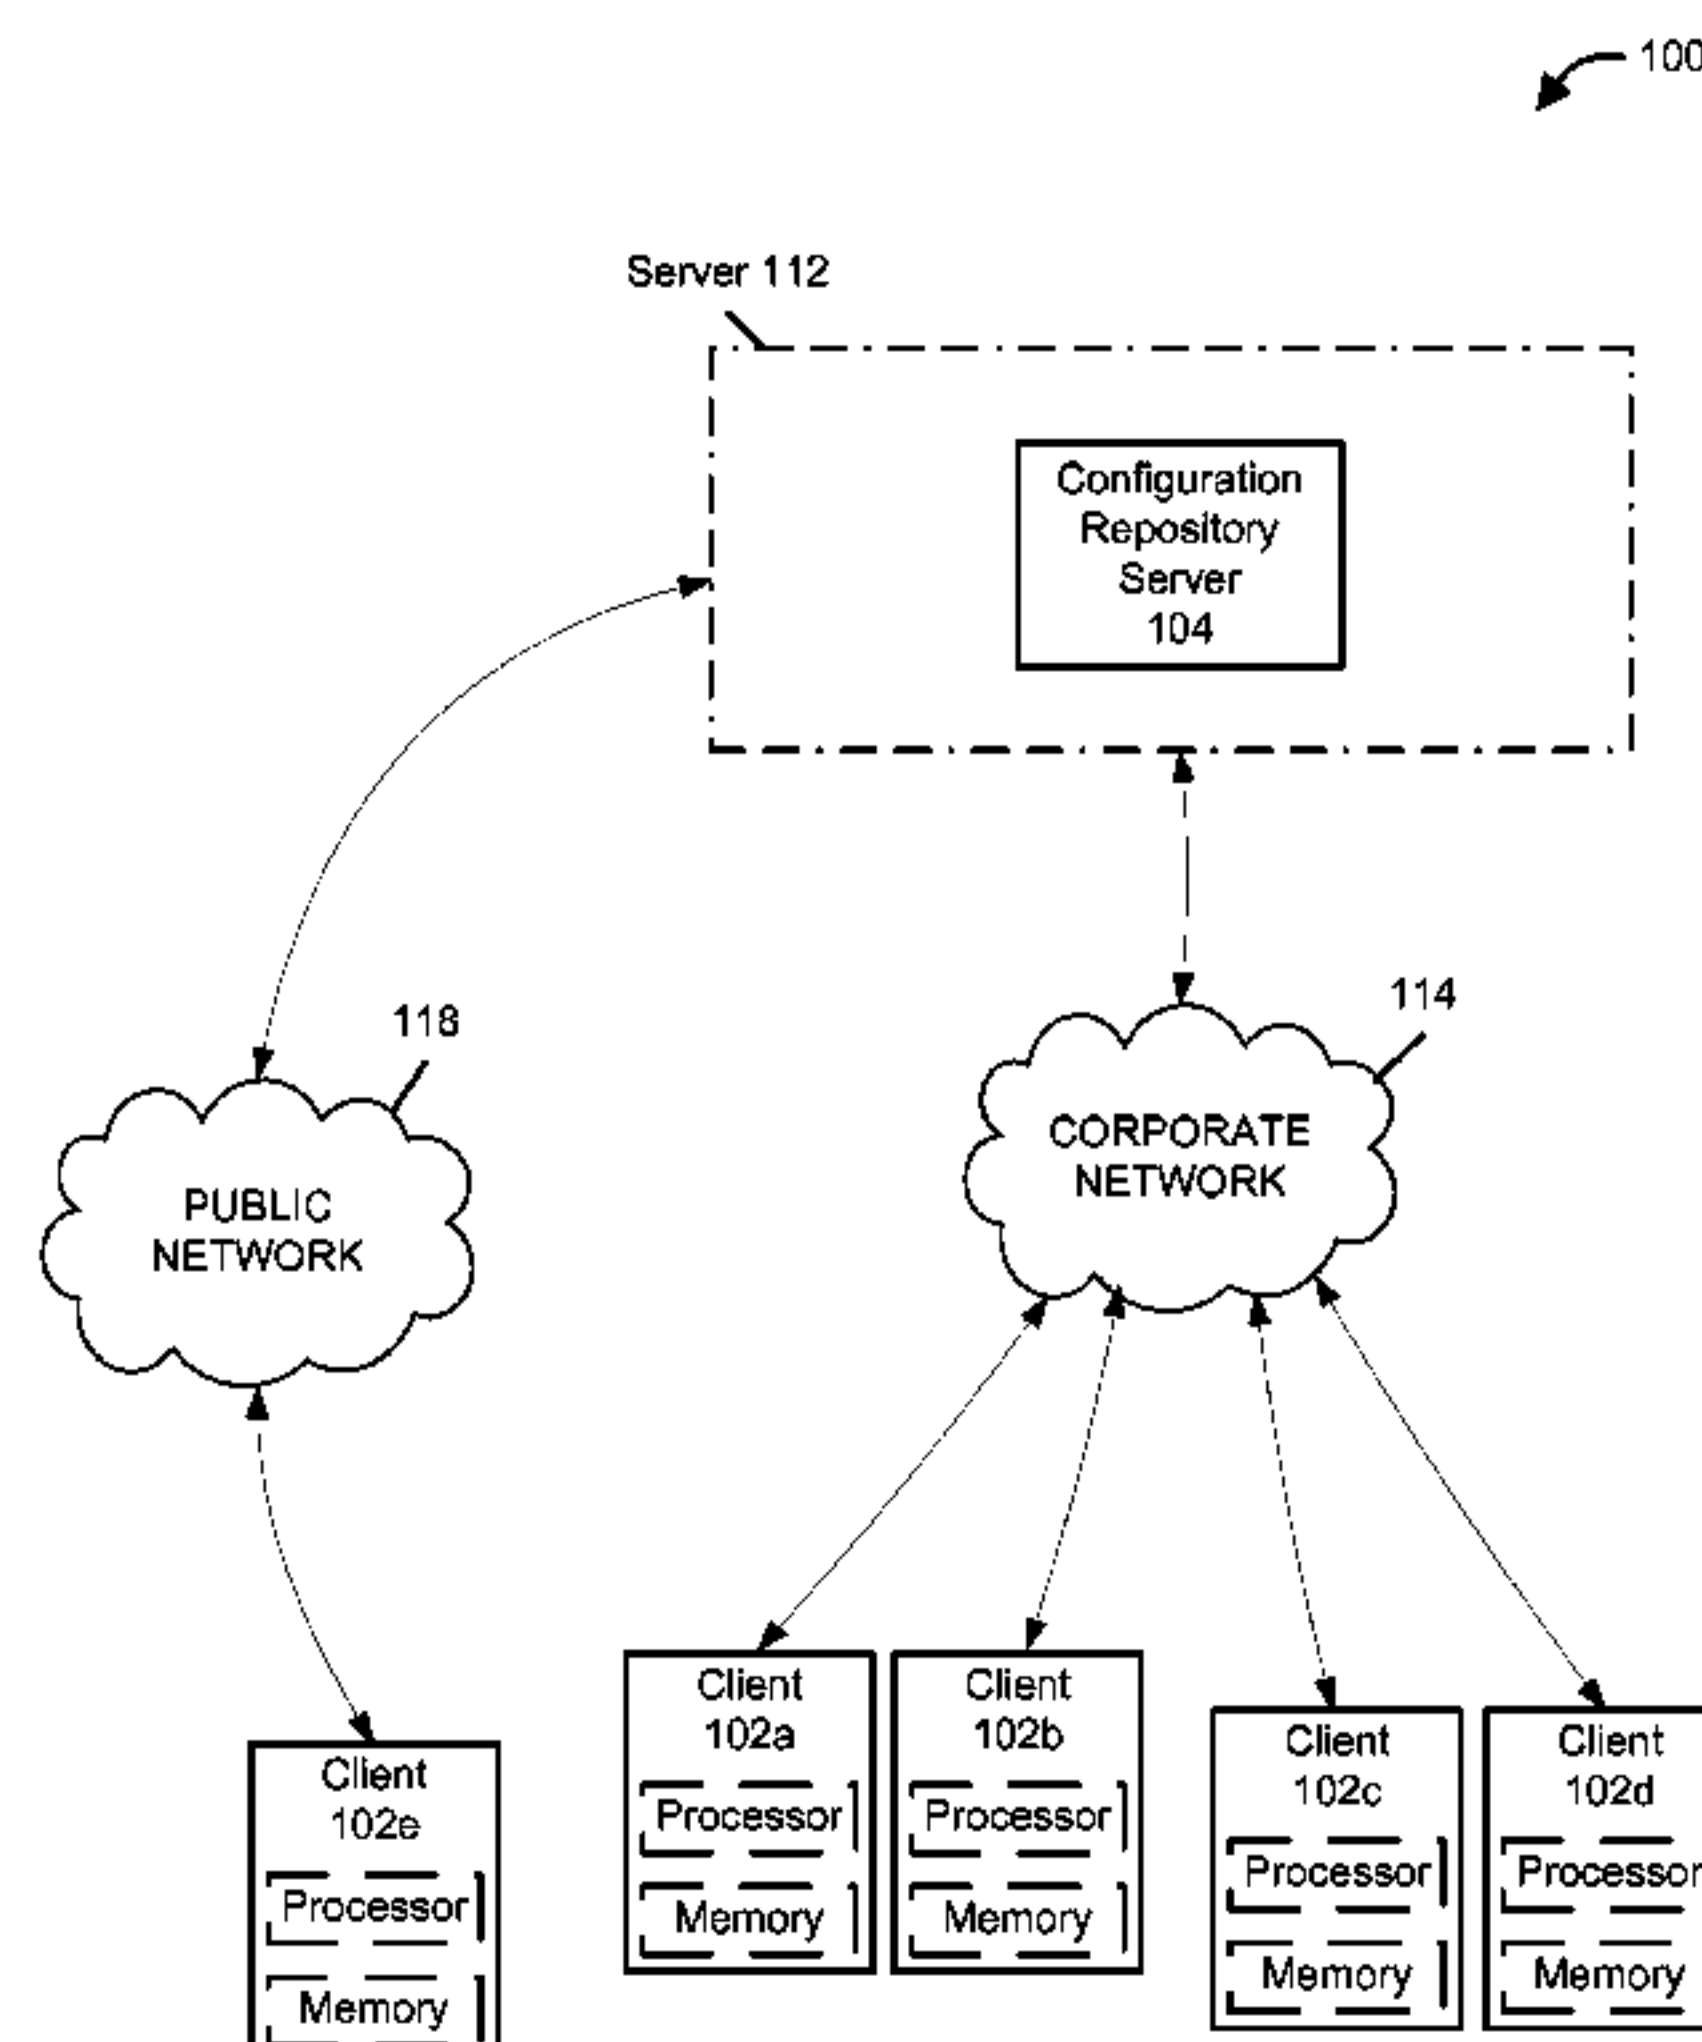 100
Server 112
Configuration
Repository
Server
104
118
114
PUBLIC
NETWORK
CORPORATE
NETWORK
Client
102a
Processor
Memory
Client
102b
Processor
Memory
Client
102c
Processor
Memory
Client
102d
Processor
Memory
Client
102e
Processor
Memory